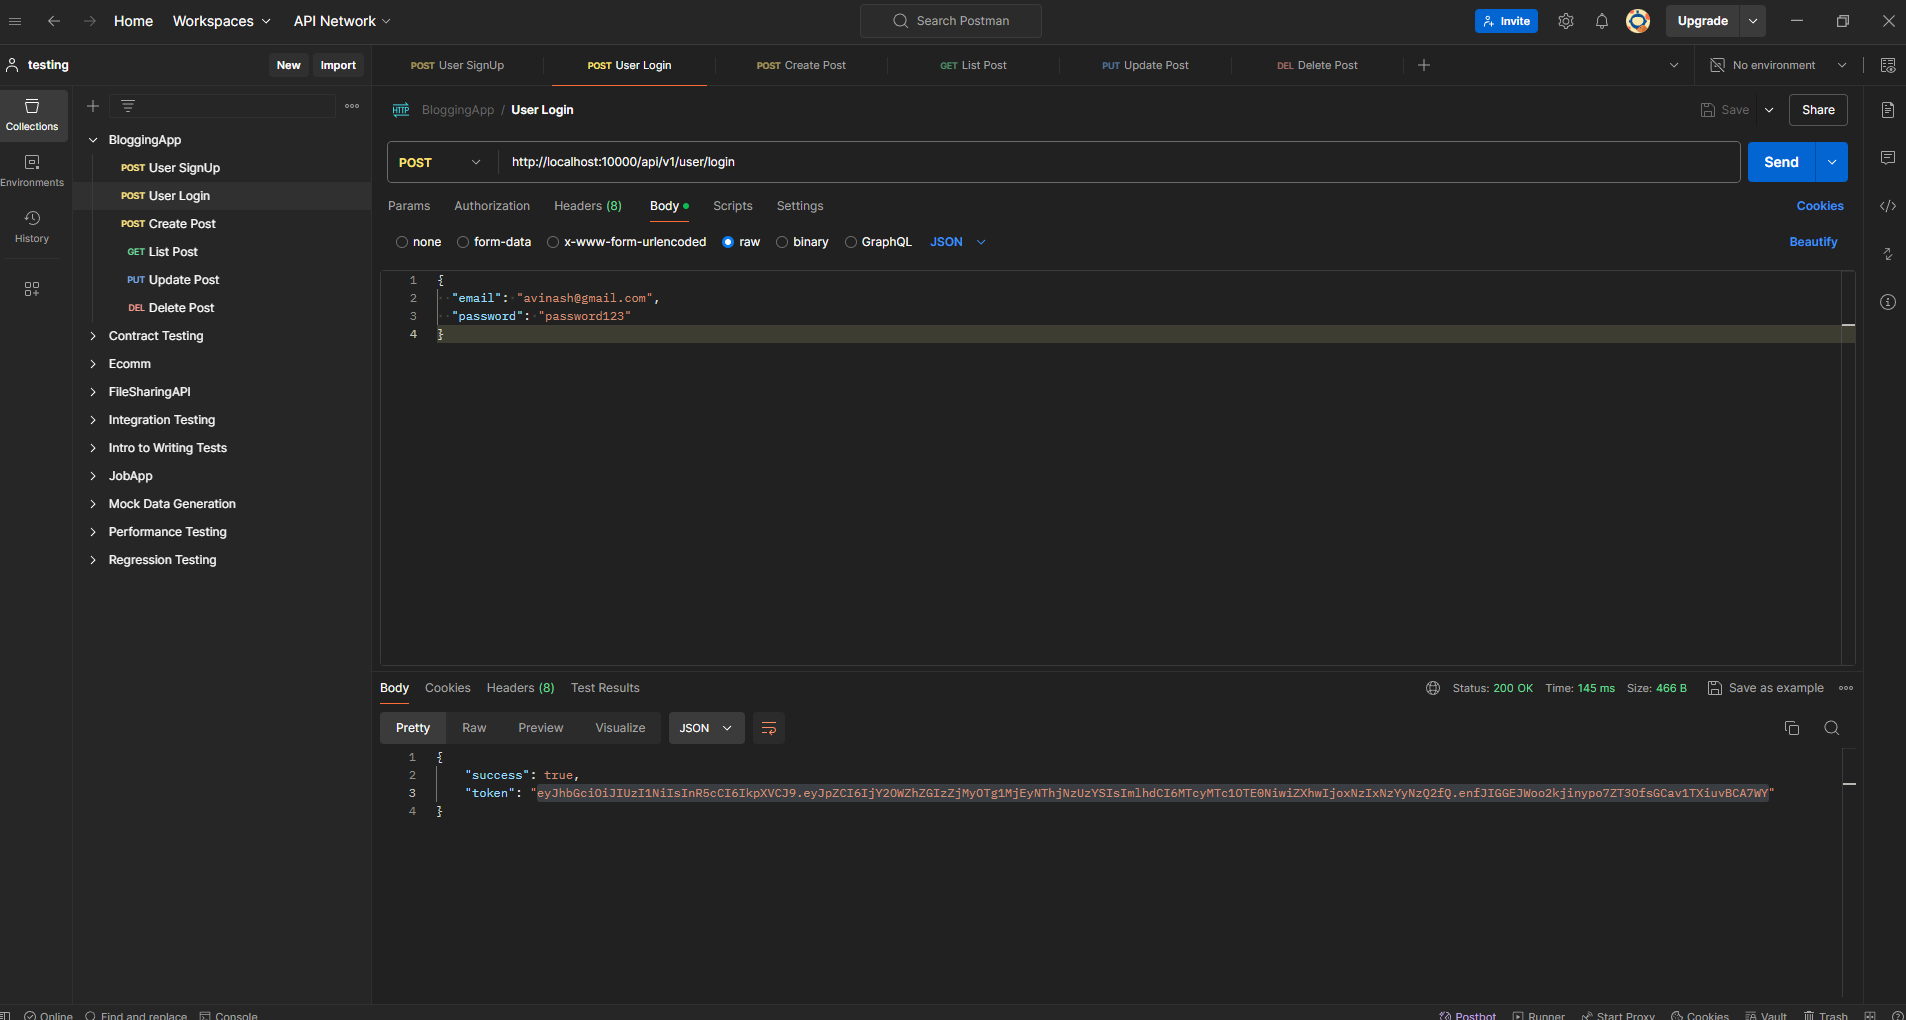 Home Workspaces API Network Search Postman Invite Upgrade
testing New Import
POST User SignUp POST User Login POST Create Post GET List Post PUT Update Post DEL Delete Post No environment
Collections
Environments
History
BloggingApp
POST User SignUp
POST User Login
POST Create Post
GET List Post
PUT Update Post
DEL Delete Post
Contract Testing
Ecomm
FileSharingAPI
Integration Testing
Intro to Writing Tests
JobApp
Mock Data Generation
Performance Testing
Regression Testing
HTTP BloggingApp / User Login Save Share
POST http://localhost:10000/api/v1/user/login Send
Params Authorization Headers (8) Body Scripts Settings Cookies
none form-data x-www-form-urlencoded raw binary GraphQL JSON Beautify
1 {
2 "email": "avinash@gmail.com",
3 "password": "password123"
4 }
Body Cookies Headers (8) Test Results Status: 200 OK Time: 145 ms Size: 466 B Save as example
Pretty Raw Preview Visualize JSON
1 {
2 "success": true,
3 "token": "eyJhbGciOiJIUzI1NiIsInR5cCI6IkpXVCJ9.eyJpZCI6IjY2OWZhZGIzZjMyOTg1MjEyNThjNzUzYSIsImlhdCI6MTcyMTc1OTE0NiwiZXhwIjoxNzIxNzYyNzQ2fQ.enfJIGGEJWoo2kjinypo7ZT3OfsGCav1TXiuvBCA7WY"
4 }
Online Find and replace Console Postbot Runner Start Proxy Cookies Vault Trash